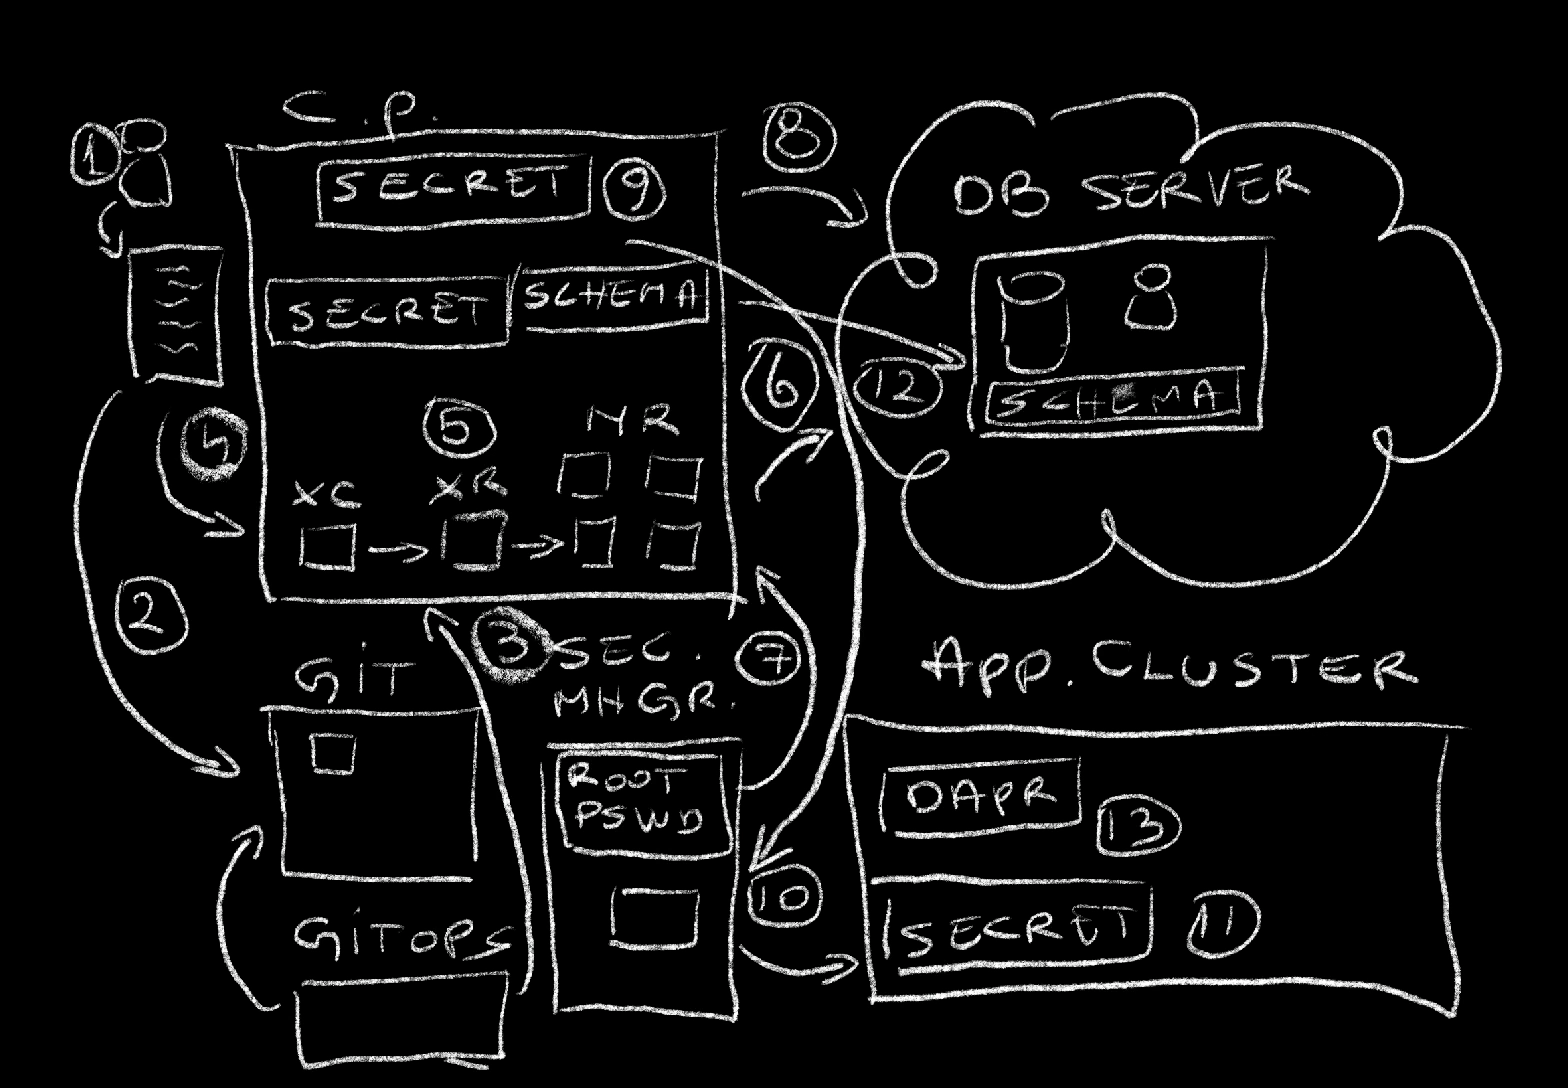 C.P.
1
8
SECRET 9
DB SERVER
SECRET SCHEMA
6
12
SCHEMA
4
5
MR
XC XR
2
3
SEC.
MNGR.
7
GIT
APP. CLUSTER
ROOT
PSWD
DAPR
13
10
GITOPS
SECRET 11